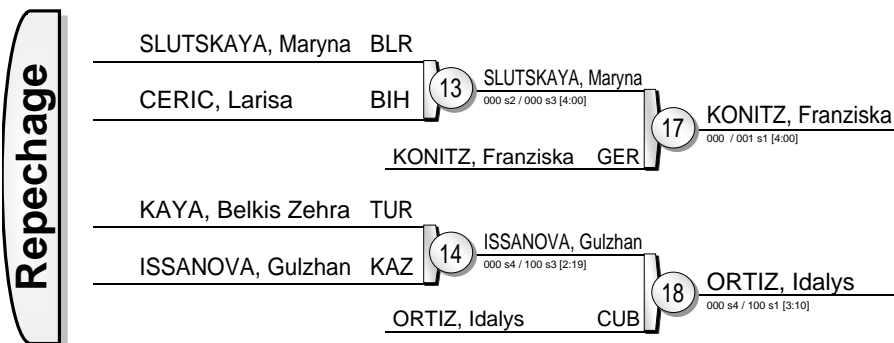 Repechage
SLUTSKAYA, Maryna BLR
CERIC, Larisa BIH
13
SLUTSKAYA, Maryna
000 s2 / 000 s3 [4:00]
KONITZ, Franziska GER
17
KONITZ, Franziska
000 / 001 s1 [4:00]
KAYA, Belkis Zehra TUR
ISSANOVA, Gulzhan KAZ
14
ISSANOVA, Gulzhan
000 s4 / 100 s3 [2:19]
ORTIZ, Idalys CUB
18
ORTIZ, Idalys
000 s4 / 100 s1 [3:10]